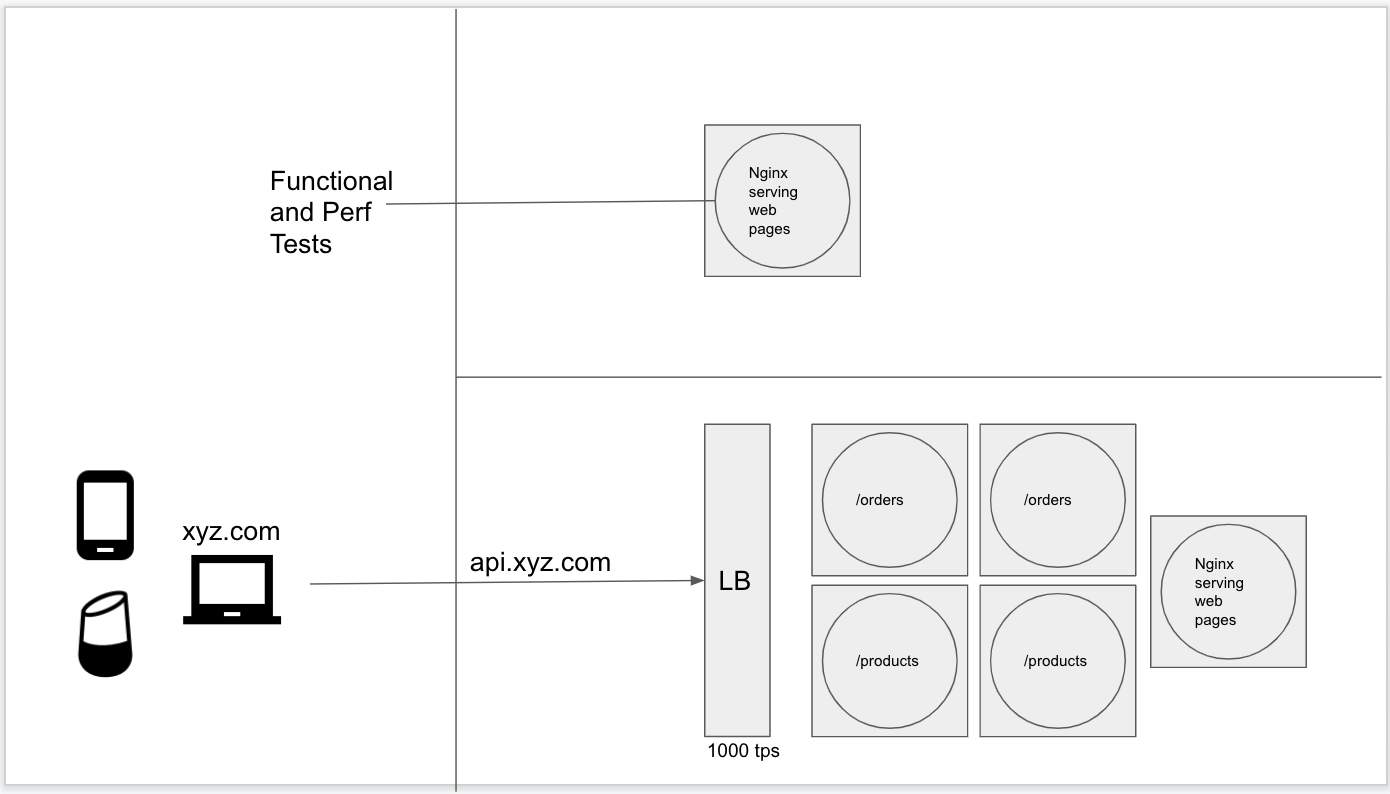 Functional
and Perf
Tests
Nginx
serving
web
pages
xyz.com
api.xyz.com
LB
1000 tps
/orders
/orders
/products
/products
Nginx
serving
web
pages